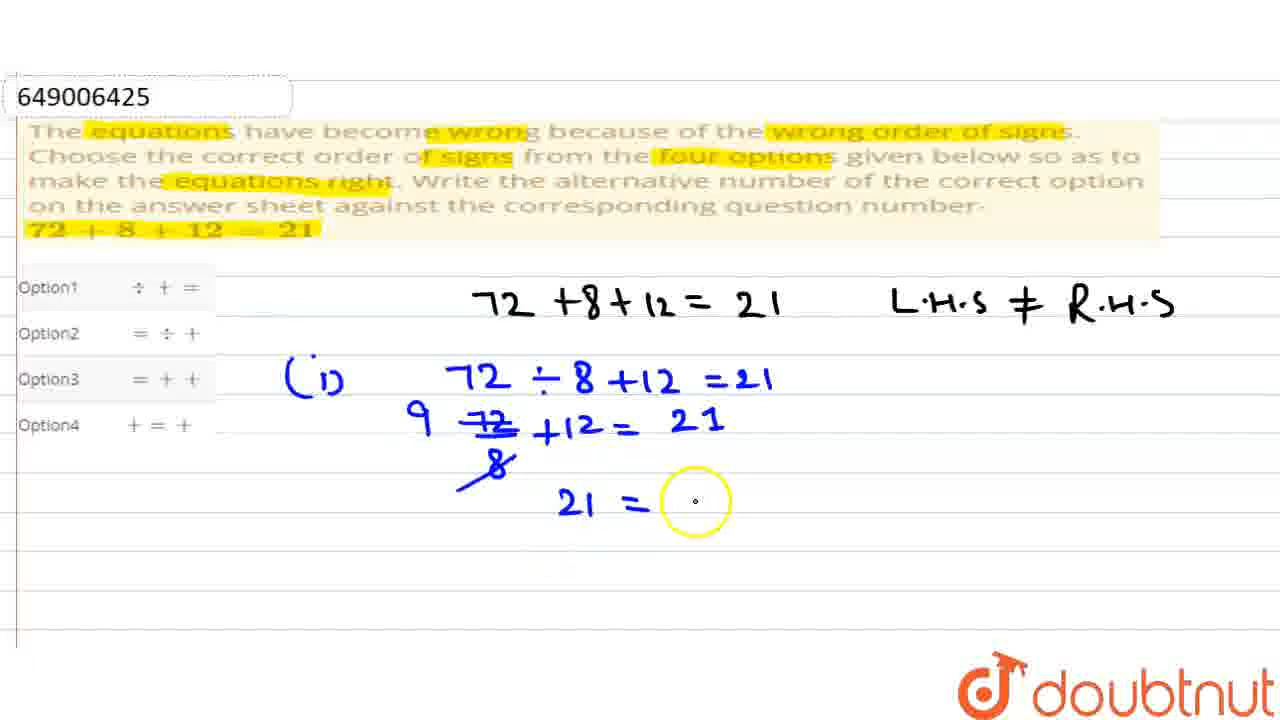 649006425
The equations have become wrong because of the wrong order of signs.
Choose the correct order of signs from the four options given below so as to
make the equations right. Write the alternative number of the correct option
on the answer sheet against the corresponding question number-
72 + 8 + 12 = 21
Option1 ÷ + =
Option2 = ÷ +
Option3 = + +
Option4 + = +
72 + 8 + 12 = 21 L.H.S ≠ R.H.S
(i) 72 ÷ 8 + 12 = 21
9 72/8 + 12 = 21
21 =
doubtnut